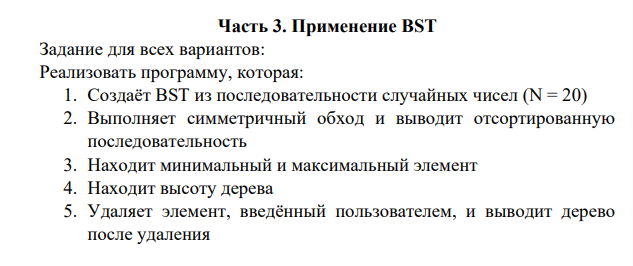 Часть 3. Применение BST
Задание для всех вариантов:
Реализовать программу, которая:
1. Создаёт BST из последовательности случайных чисел (N = 20)
2. Выполняет симметричный обход и выводит отсортированную
последовательность
3. Находит минимальный и максимальный элемент
4. Находит высоту дерева
5. Удаляет элемент, введённый пользователем, и выводит дерево
после удаления